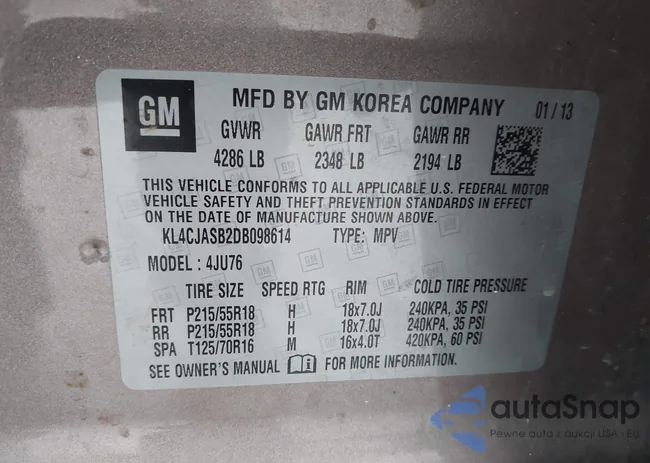 GM
MFD BY GM KOREA COMPANY 01 / 13
GVWR GAWR FRT GAWR RR
4286 LB 2348 LB 2194 LB
THIS VEHICLE CONFORMS TO ALL APPLICABLE U.S. FEDERAL MOTOR
VEHICLE SAFETY AND THEFT PREVENTION STANDARDS IN EFFECT
ON THE DATE OF MANUFACTURE SHOWN ABOVE.
KL4CJASB2DB098614 TYPE: MPV
MODEL : 4JU76
TIRE SIZE SPEED RTG RIM COLD TIRE PRESSURE
FRT P215/55R18 H 18x7.0J 240KPA, 35 PSI
RR P215/55R18 H 18x7.0J 240KPA, 35 PSI
SPA T125/70R16 M 16x4.0T 420KPA, 60 PSI
SEE OWNER'S MANUAL FOR MORE INFORMATION.
autaSnap
Pewne auta z aukcji USA - EU